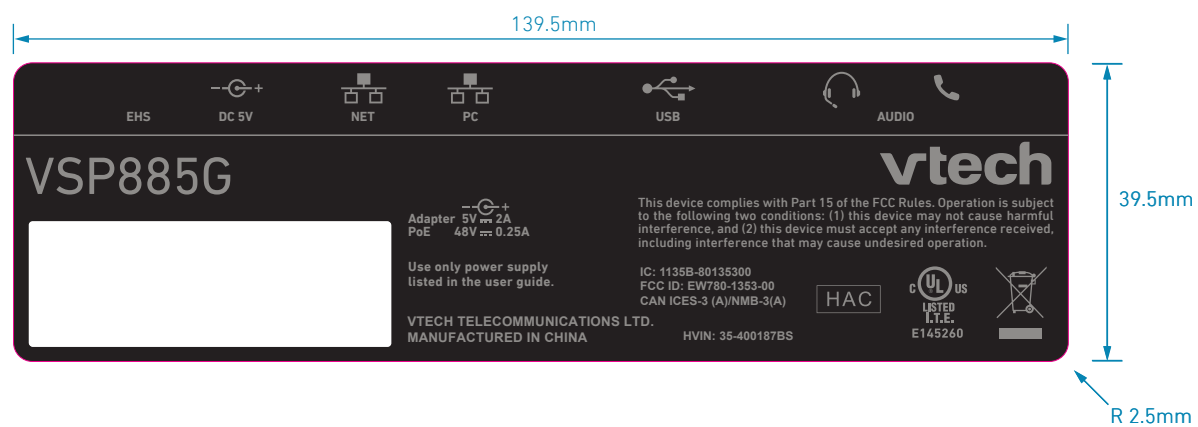 139.5mm
EHS DC 5V NET PC USB AUDIO
VSP885G
vtech
39.5mm
Adapter 5V 2A
PoE 48V 0.25A
Use only power supply
listed in the user guide.
VTECH TELECOMMUNICATIONS LTD.
MANUFACTURED IN CHINA
This device complies with Part 15 of the FCC Rules. Operation is subject
to the following two conditions: (1) this device may not cause harmful
interference, and (2) this device must accept any interference received,
including interference that may cause undesired operation.
IC: 1135B-80135300
FCC ID: EW780-1353-00
CAN ICES-3 (A)/NMB-3(A)
HVIN: 35-400187BS
HAC
C UL US
LISTED
I.T.E.
E145260
R 2.5mm